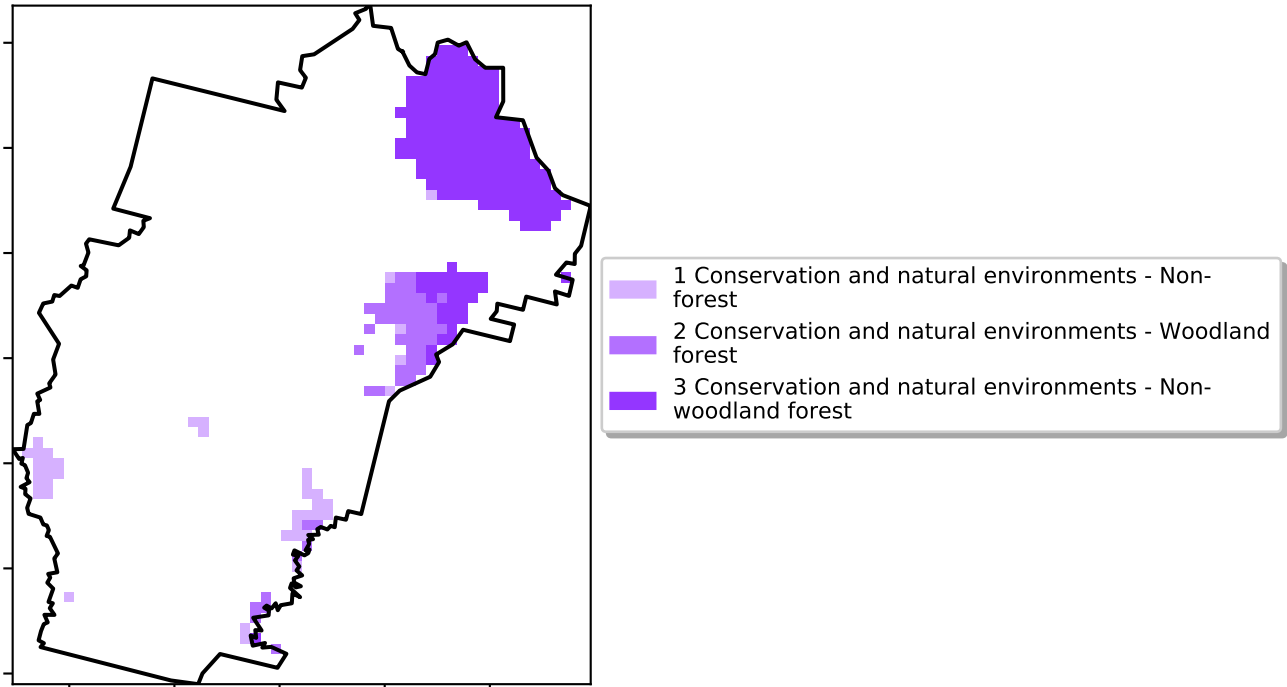 1 Conservation and natural environments - Non-
forest
2 Conservation and natural environments - Woodland
forest
3 Conservation and natural environments - Non-
woodland forest